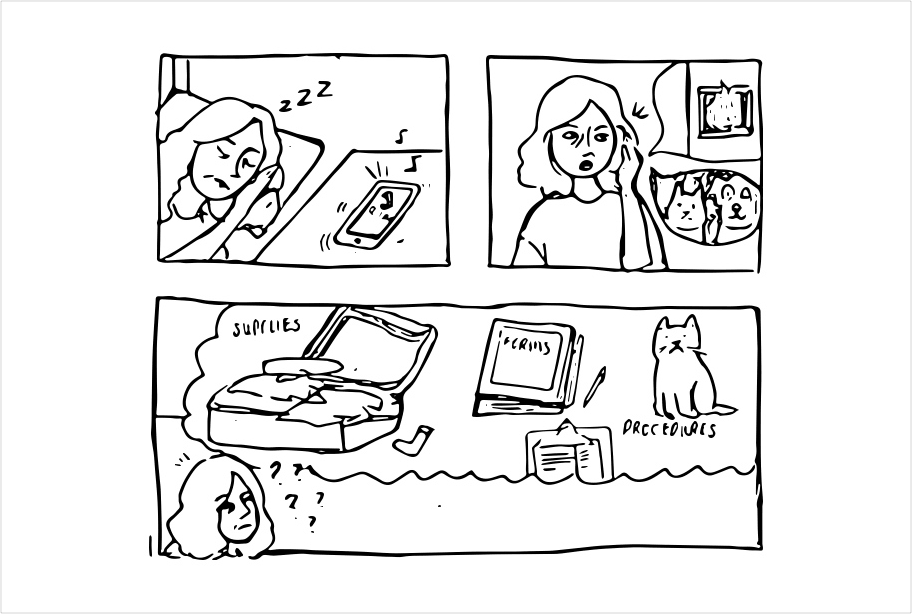 zzz
SUPPLIES
FORMS
PROCEDURES
?
? ?
? ?
?